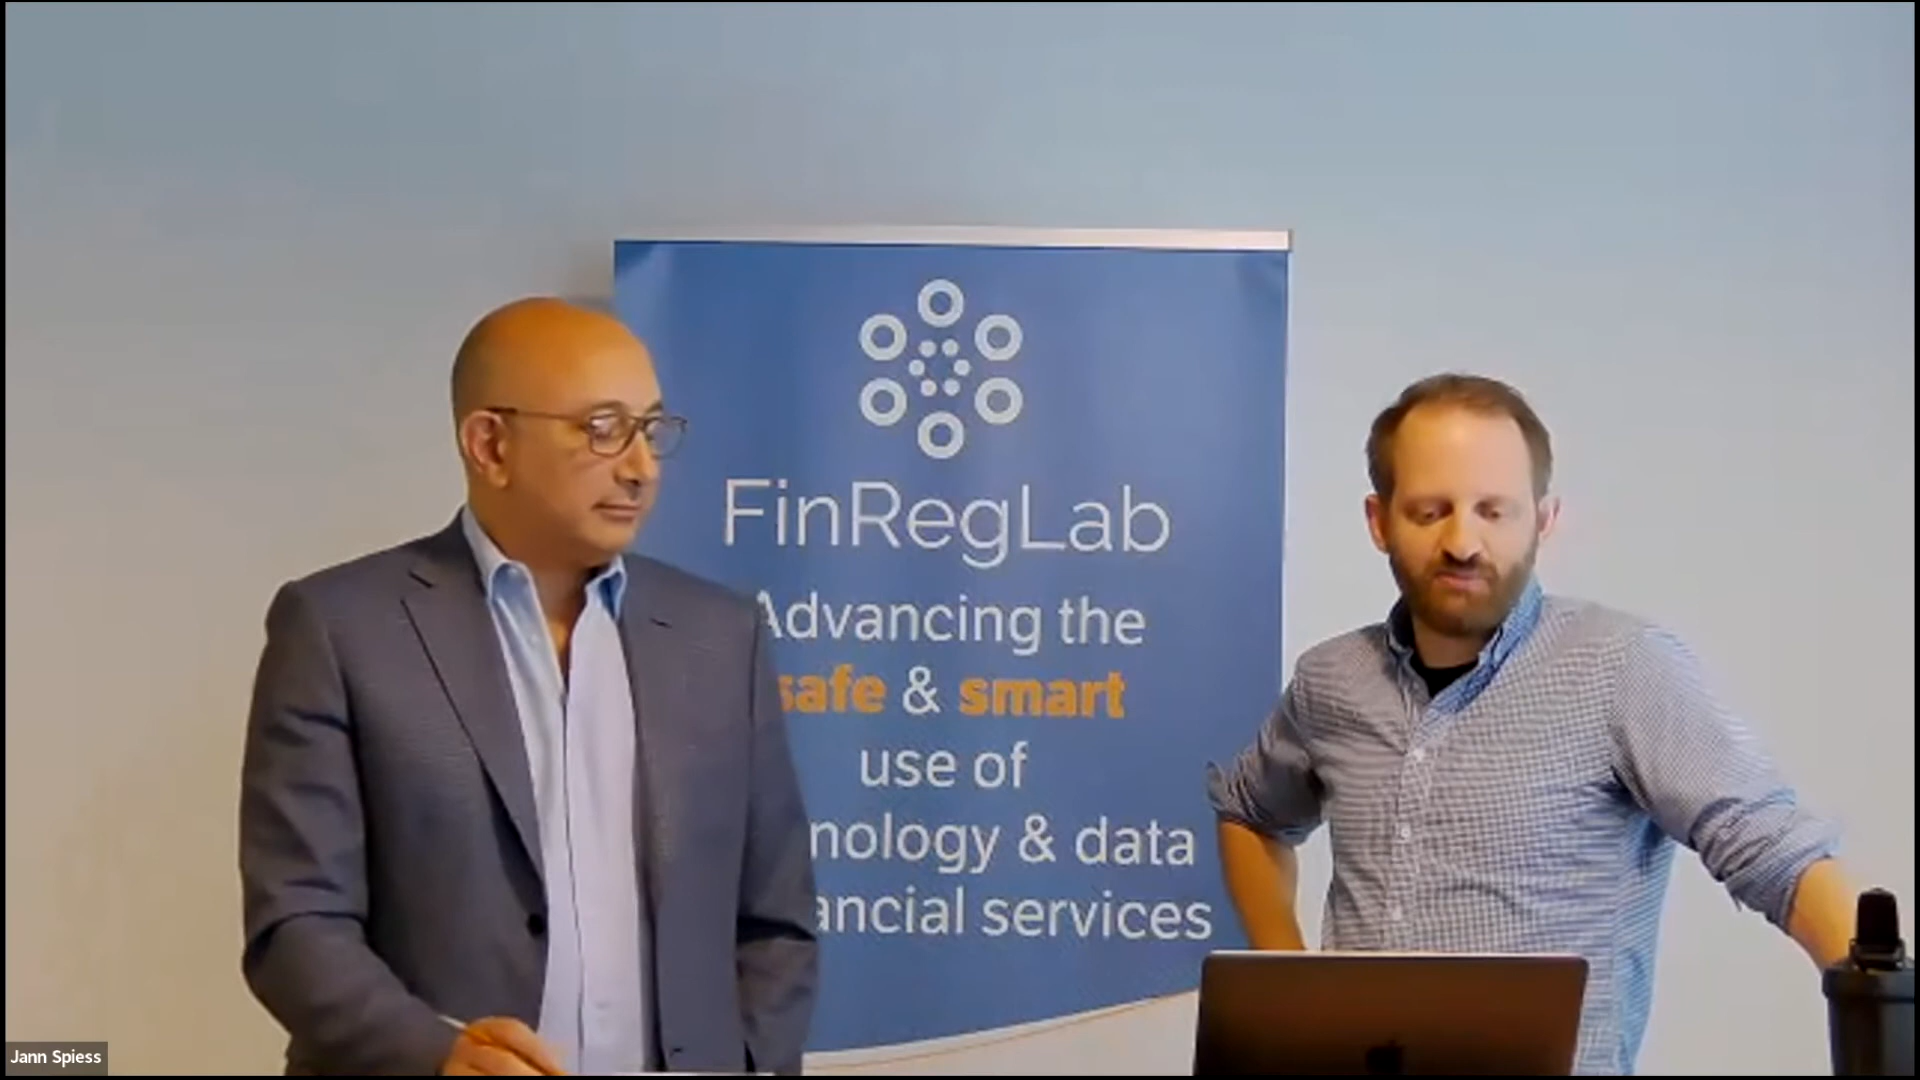 FinRegLab
Advancing the
safe & smart
use of
nology & data
ancial services
Jann Spiess